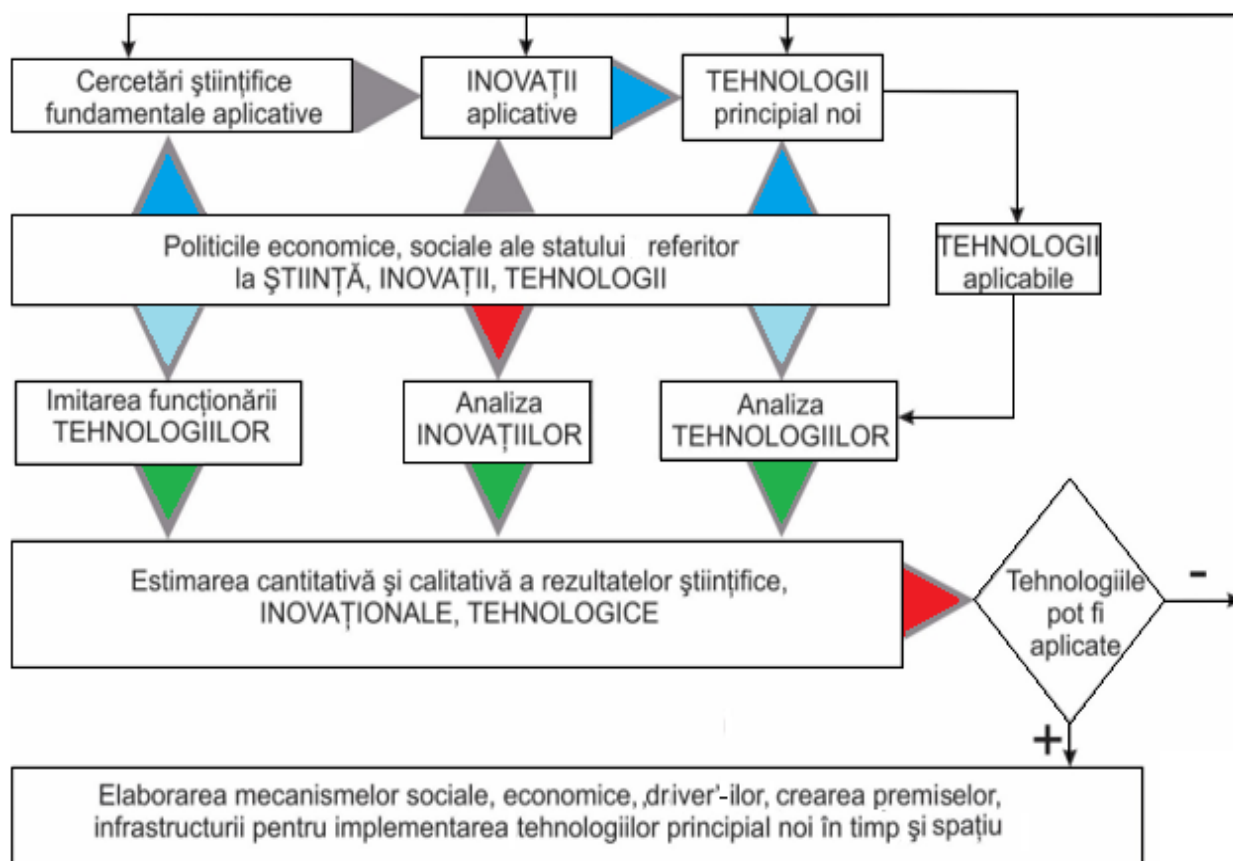 Cercetări ştiinţifice
fundamentale aplicative
INOVAŢII
aplicative
TEHNOLOGII
principial noi
Politicile economice, sociale ale statului referitor
la ŞTIINŢĂ, INOVAŢII, TEHNOLOGII
TEHNOLOGII
aplicabile
Imitarea funcţionării
TEHNOLOGIILOR
Analiza
INOVAŢIILOR
Analiza
TEHNOLOGIILOR
Estimarea cantitativă şi calitativă a rezultatelor ştiinţifice,
INOVAŢIONALE, TEHNOLOGICE
Tehnologiile
pot fi
aplicate
-
+
Elaborarea mecanismelor sociale, economice, „driver”-ilor, crearea premiselor,
infrastructurii pentru implementarea tehnologiilor principial noi în timp şi spaţiu